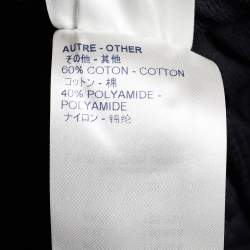 AUTRE - OTHER
その他 - 其他
60% COTON - COTTON
コットン - 棉
40% POLYAMIDE -
POLYAMIDE
ナイロン - 锦纶